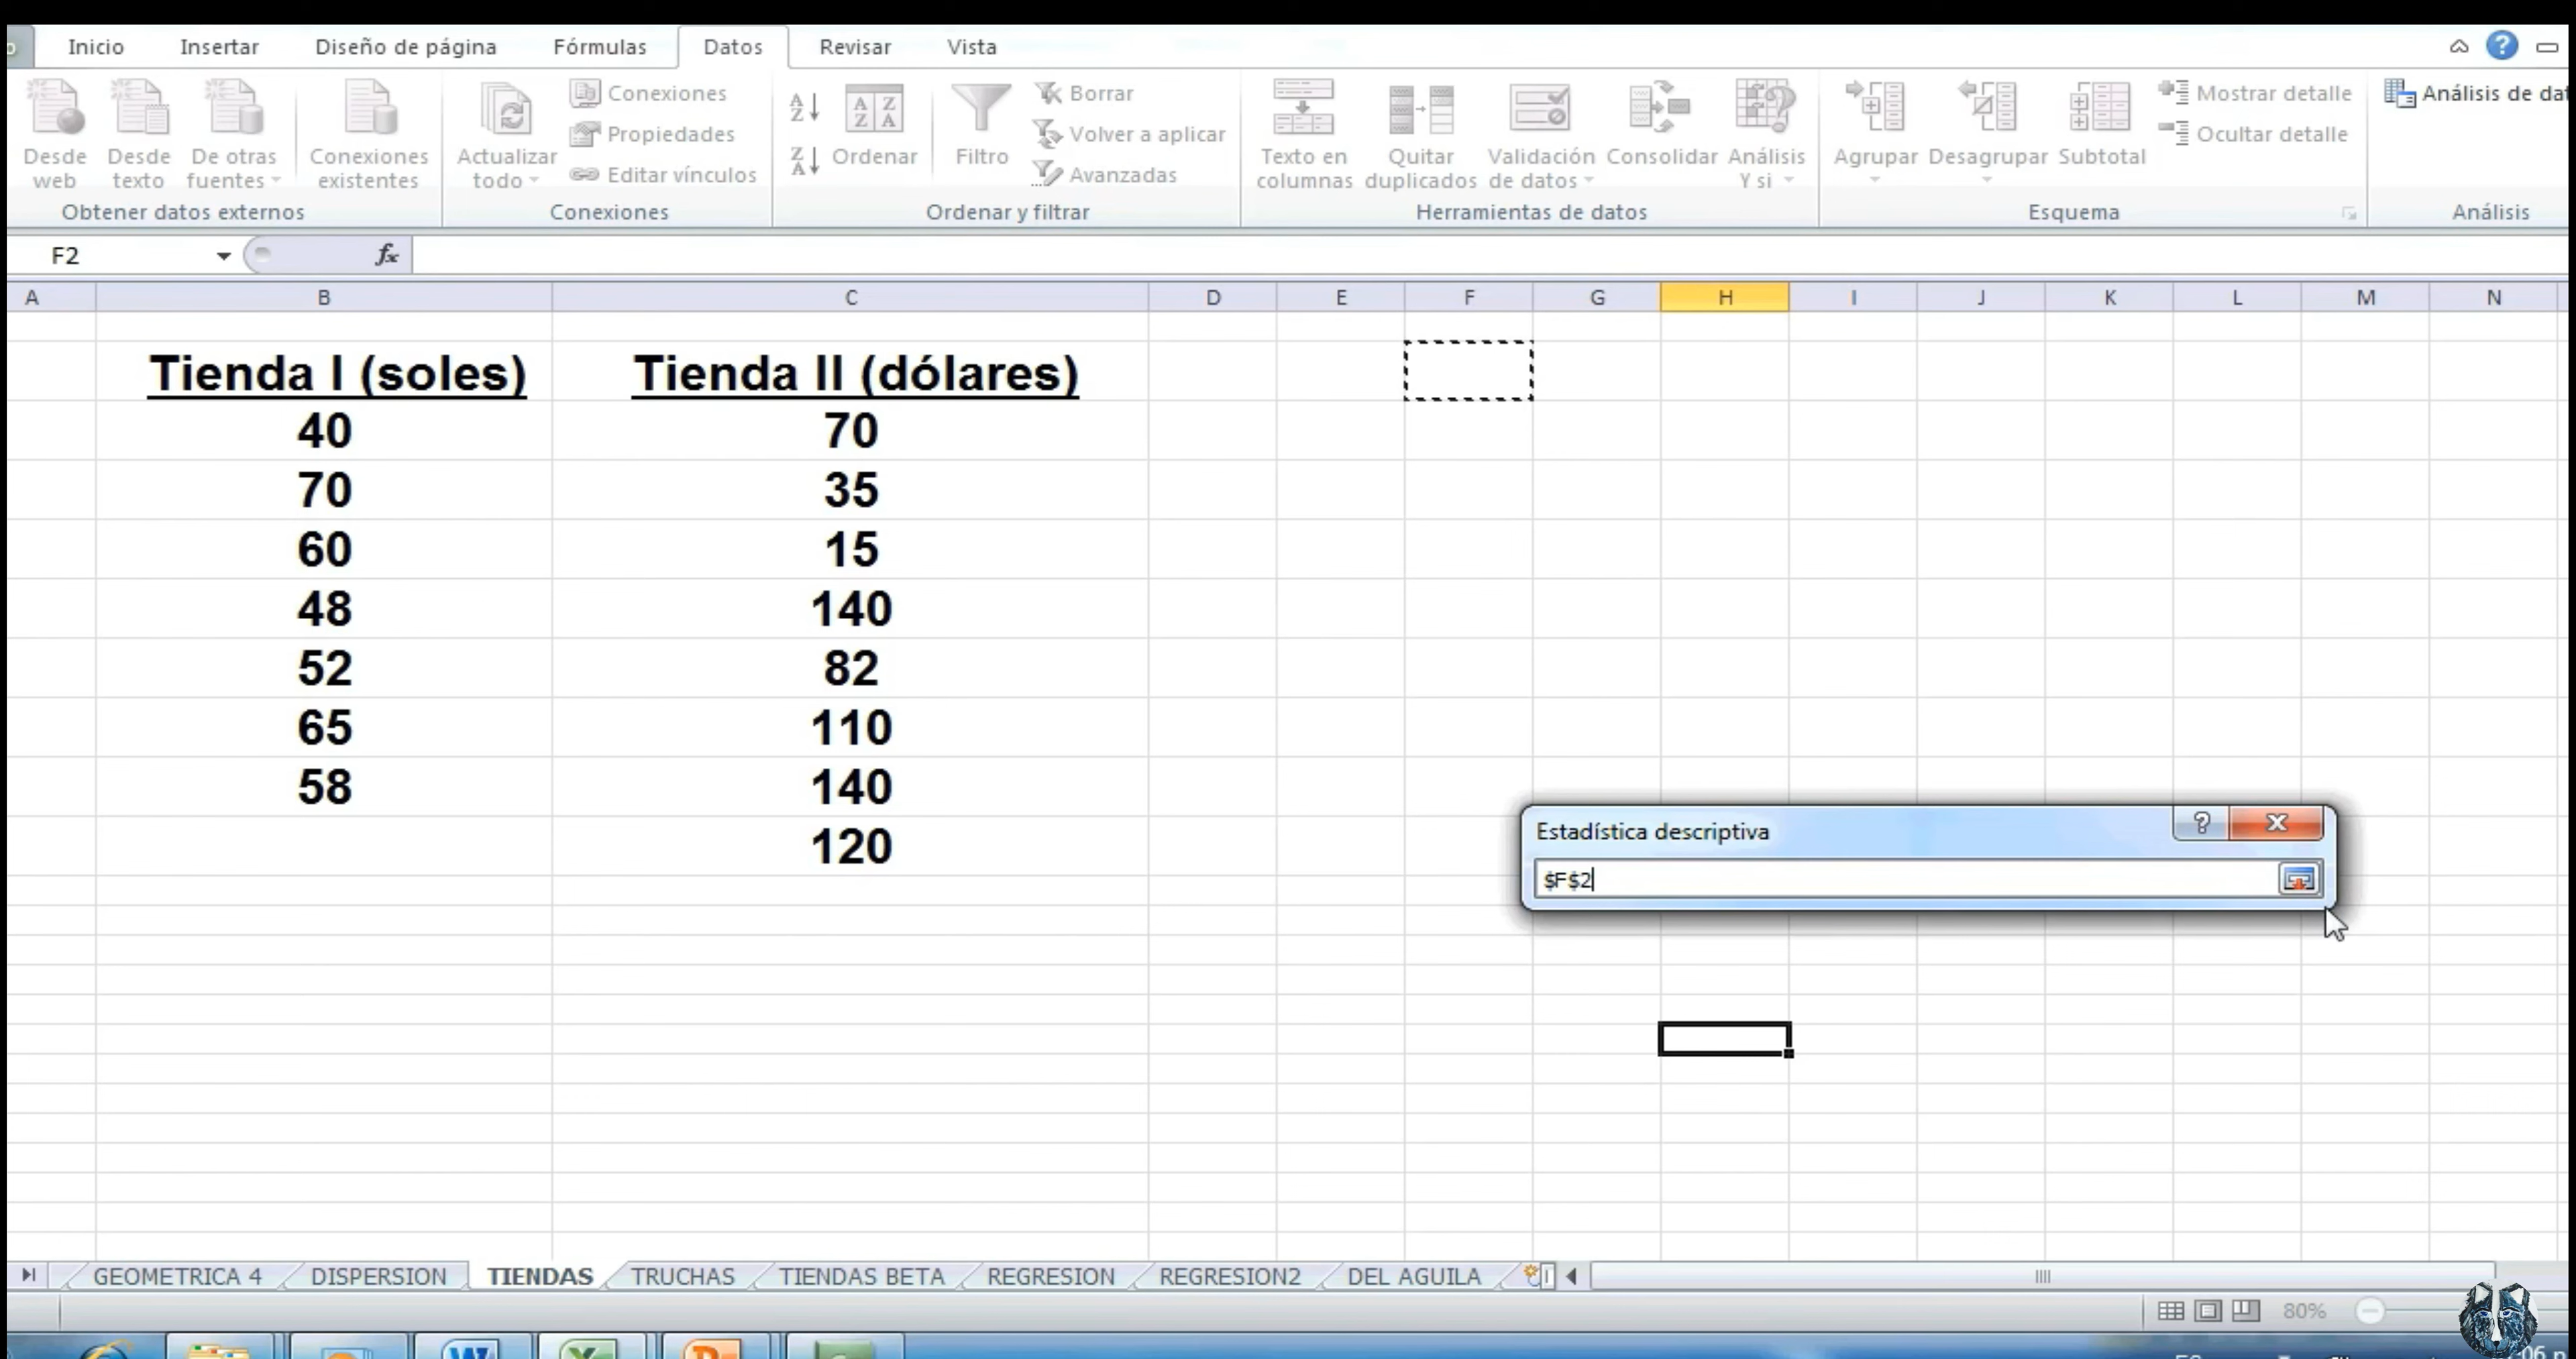 Inicio Insertar Diseño de página Fórmulas Datos Revisar Vista
Conexiones Borrar Mostrar detalle Análisis de dat
Propiedades Volver a aplicar Ocultar detalle
Desde web Desde texto De otras fuentes Conexiones existentes Actualizar todo Editar vínculos Ordenar Filtro Avanzadas Texto en columnas Quitar duplicados Validación de datos Consolidar Análisis Y si Agrupar Desagrupar Subtotal
Obtener datos externos Conexiones Ordenar y filtrar Herramientas de datos Esquema Análisis
F2 fx
A B C D E F G H I J K L M N
Tienda I (soles) Tienda II (dólares)
40 70
70 35
60 15
48 140
52 82
65 110
58 140
120
Estadística descriptiva
$F$2
GEOMETRICA 4 DISPERSION TIENDAS TRUCHAS TIENDAS BETA REGRESION REGRESION2 DEL AGUILA
80%